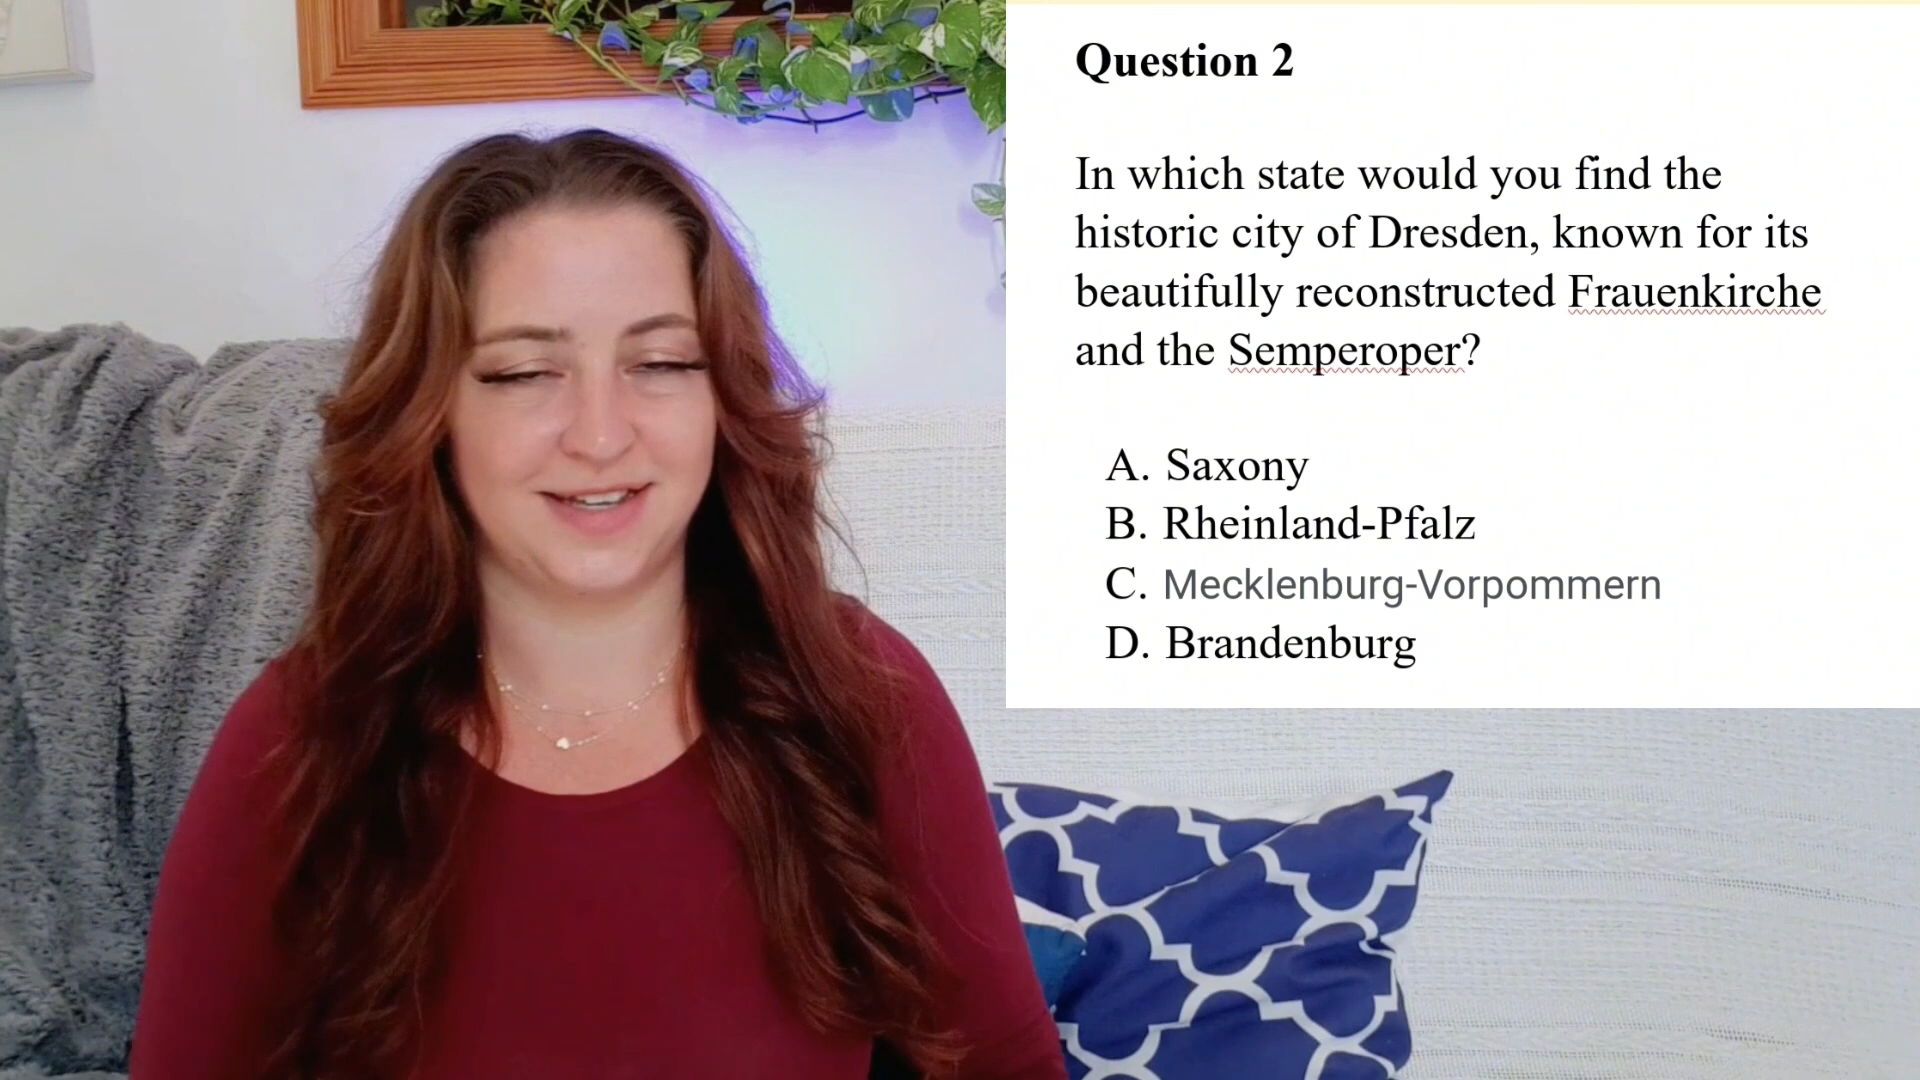 Question 2
In which state would you find the
historic city of Dresden, known for its
beautifully reconstructed Frauenkirche
and the Semperoper?
A. Saxony
B. Rheinland-Pfalz
C. Mecklenburg-Vorpommern
D. Brandenburg